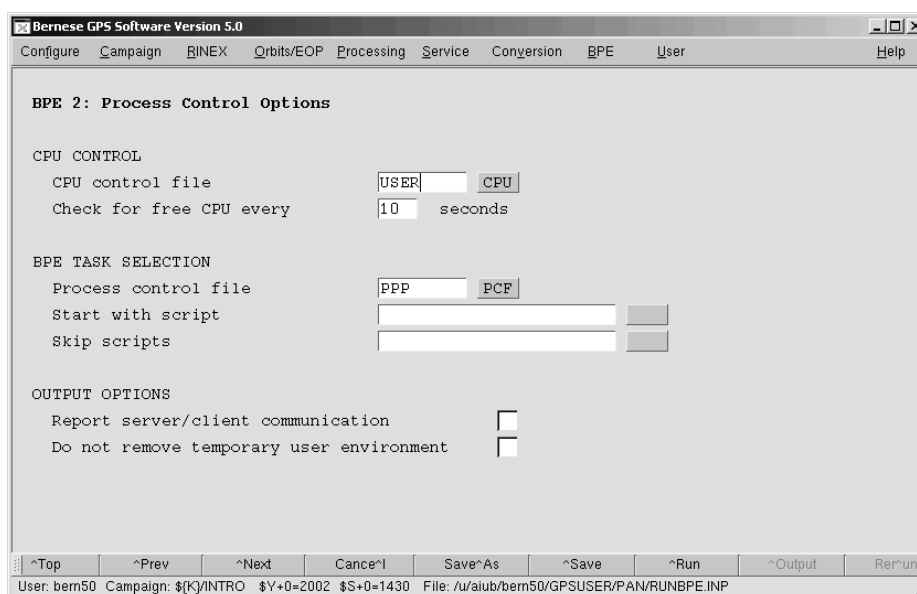 Bernese GPS Software Version 5.0
Configure Campaign RINEX Orbits/EOP Processing Service Conversion BPE User Help
BPE 2: Process Control Options
CPU CONTROL
CPU control file USER CPU
Check for free CPU every 10 seconds
BPE TASK SELECTION
Process control file PPP PCF
Start with script
Skip scripts
OUTPUT OPTIONS
Report server/client communication
Do not remove temporary user environment
^Top ^Prev ^Next Cance^l Save^As ^Save ^Run ^Output Rer^un
User: bern50 Campaign: ${K}/INTRO $Y+0=2002 $S+0=1430 File: /u/aiub/bern50/GPSUSER/PAN/RUNBPE.INP